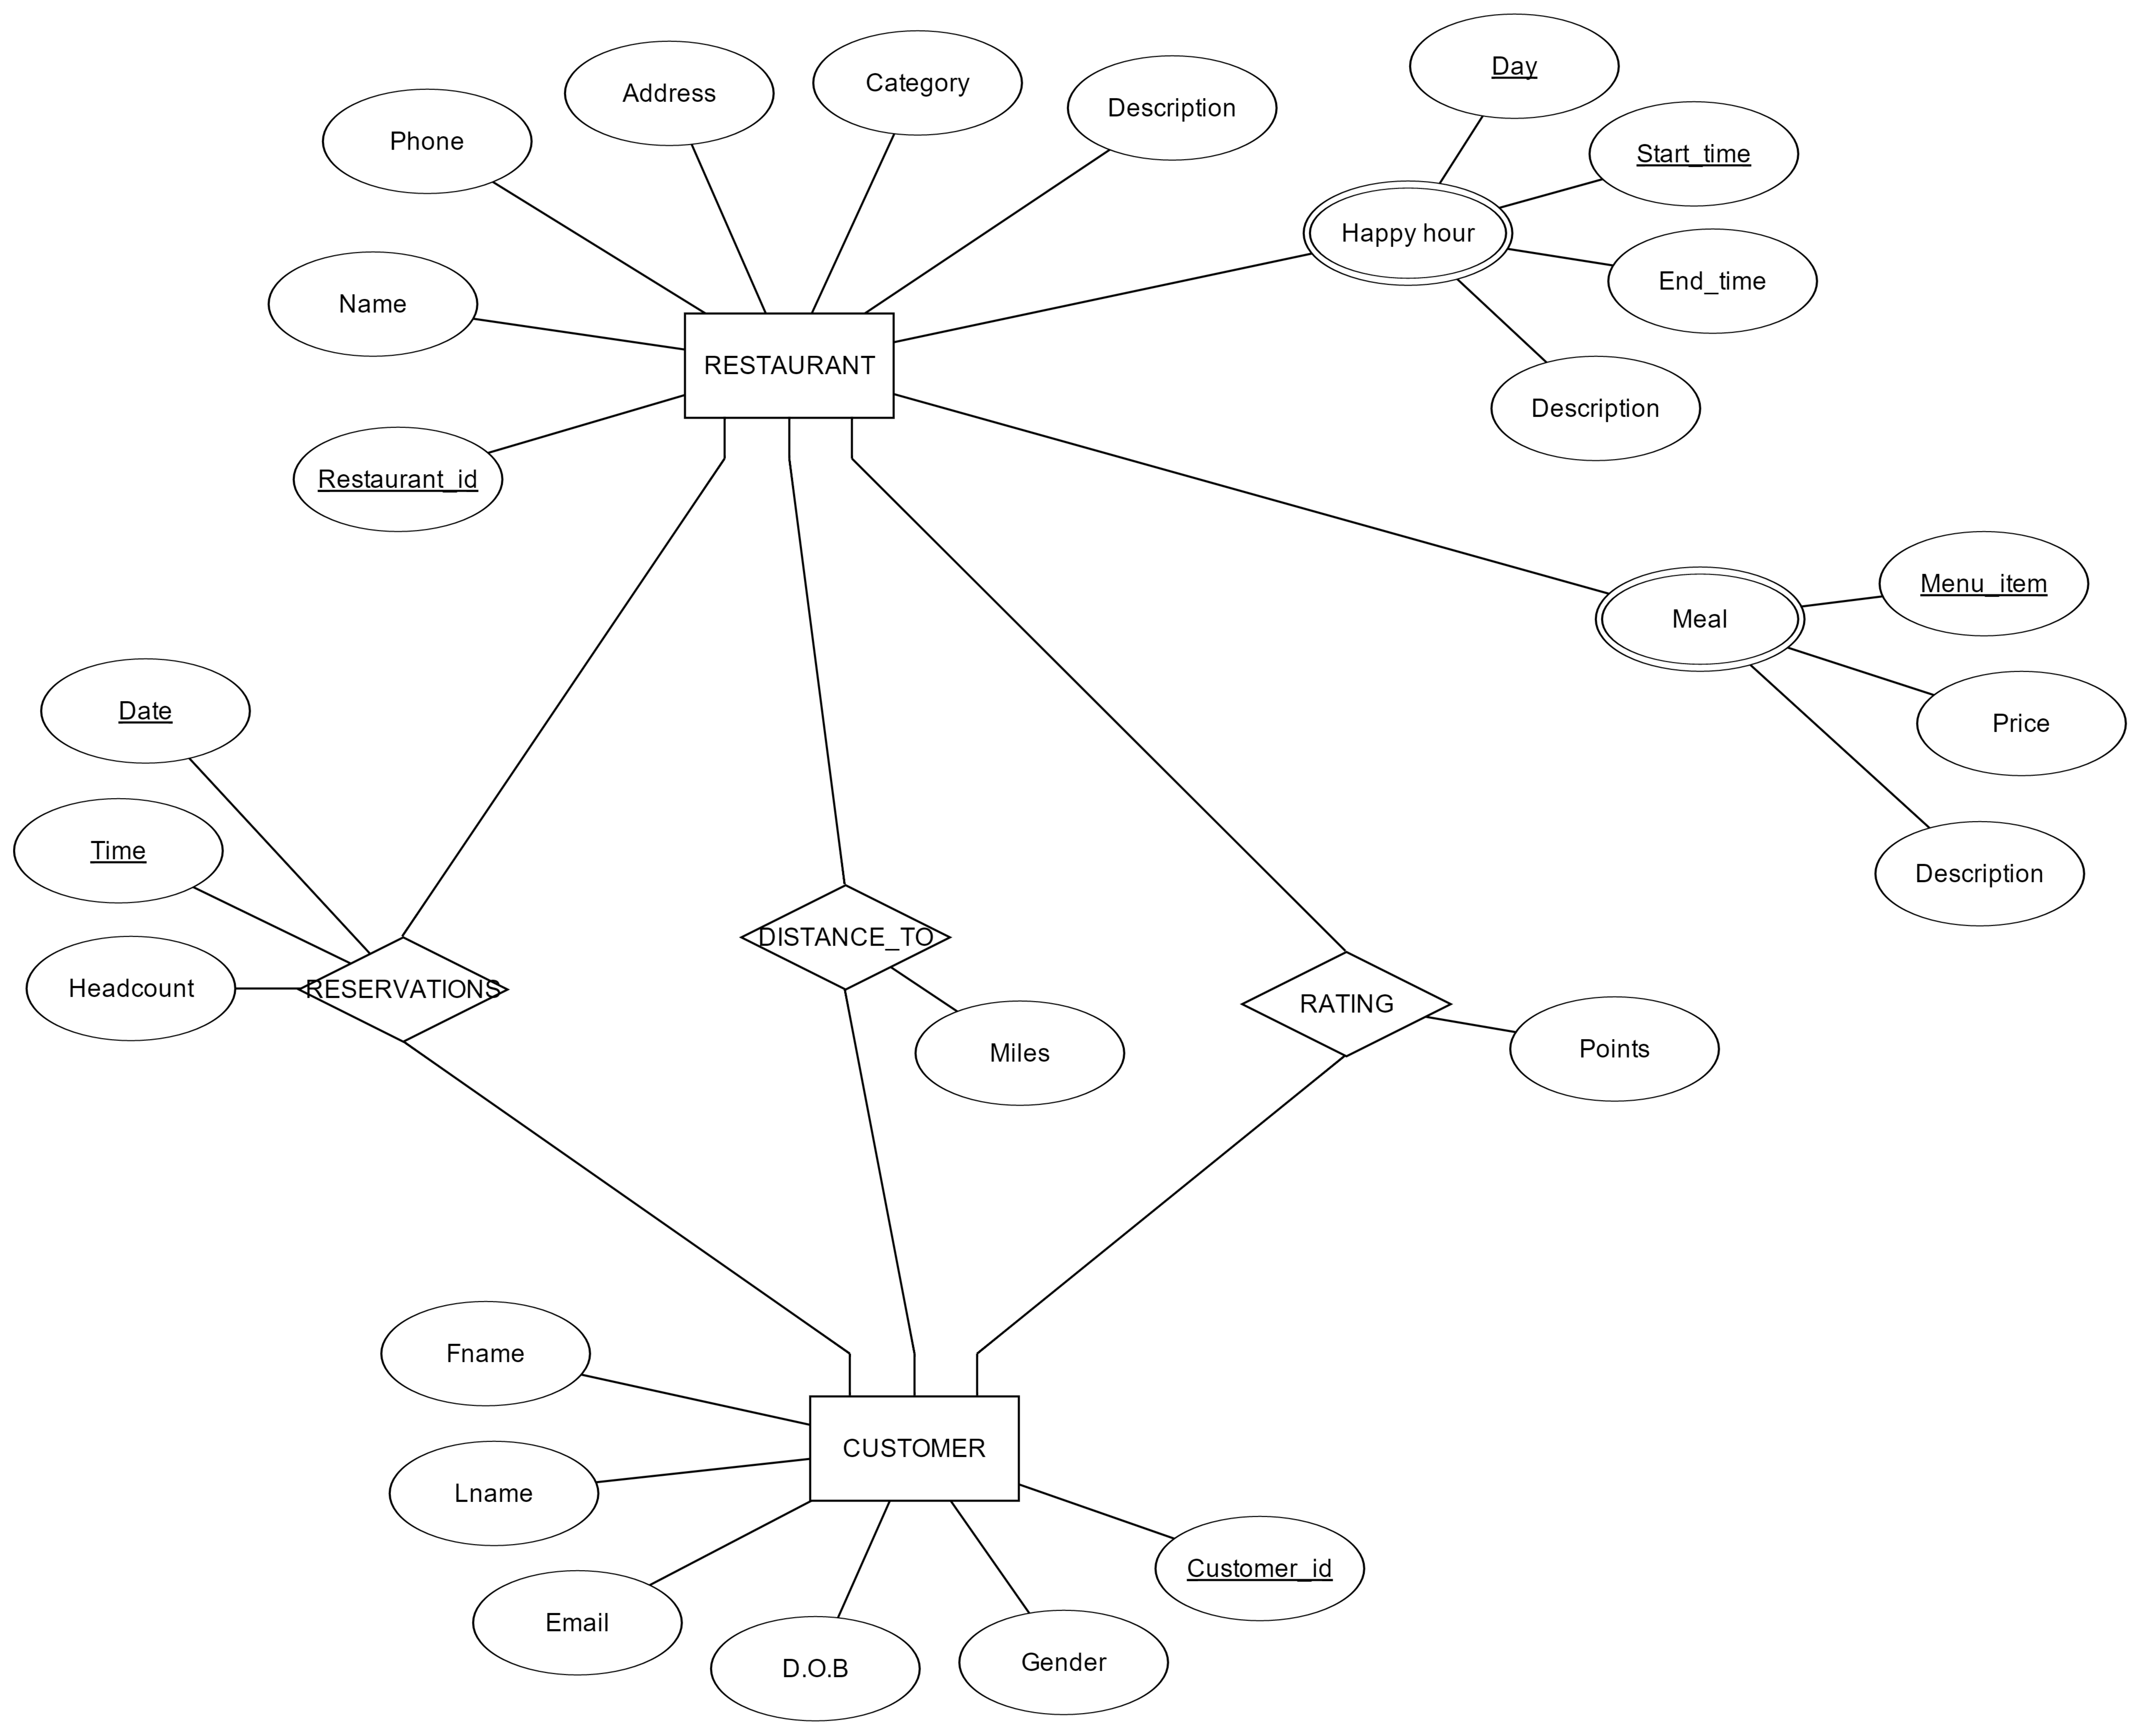 Day
Category
Address
Description
Phone
Start_time
Happy hour
End_time
Name
RESTAURANT
Description
Restaurant_id
Menu_item
Meal
Date
Price
Time
Description
DISTANCE_TO
Headcount
RESERVATIONS
RATING
Miles
Points
Fname
CUSTOMER
Lname
Customer_id
Email
Gender
D.O.B